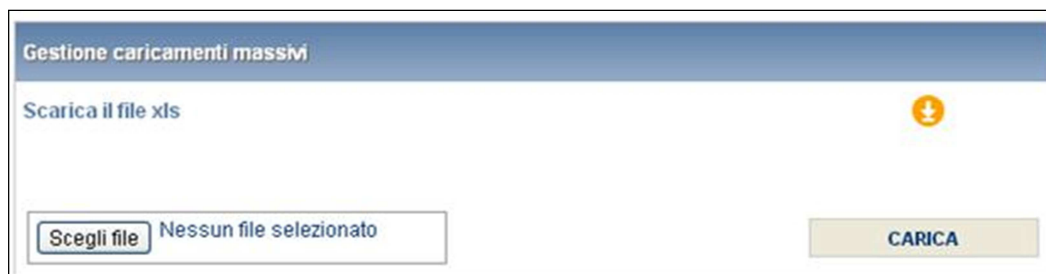 Gestione caricamenti massivi
Scarica il file xls
Scegli file Nessun file selezionato
CARICA